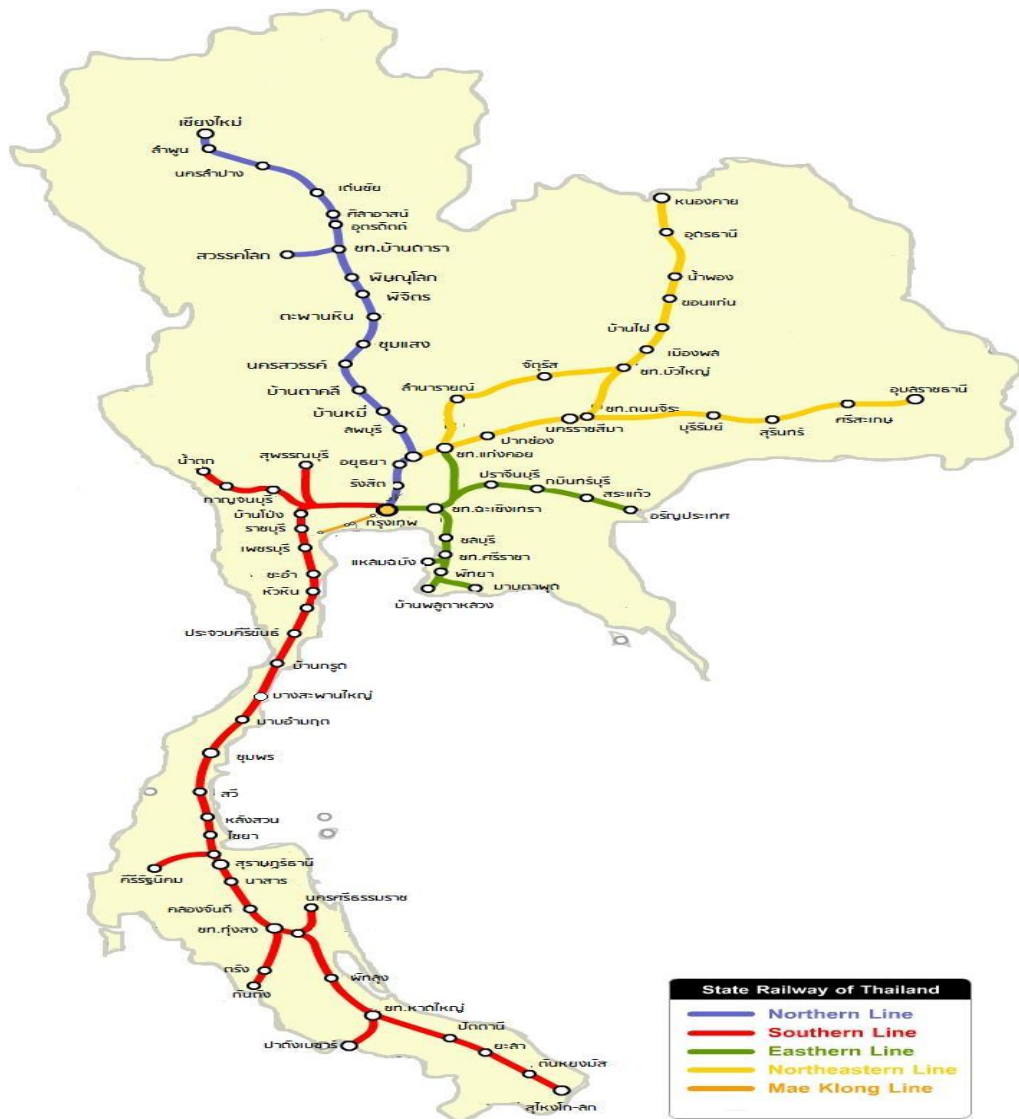 เชียงใหม่
ลำพูน
นครลำปาง
เด่นชัย
ศิลาอาสน์
อุตรดิตถ์
สวรรคโลก
ชท.บ้านดารา
พิษณุโลก
พิจิตร
ตะพานหิน
ชุมแสง
นครสวรรค์
บ้านตาคลี
บ้านหมี่
ลพบุรี
อยุธยา
รังสิต
กรุงเทพ
หนองคาย
อุดรธานี
น้ำพอง
ขอนแก่น
บ้านไผ่
เมืองพล
ชท.บัวใหญ่
จัตุรัส
ลำนารายณ์
ชท.ถนนจิระ
นครราชสีมา
ปากช่อง
ชท.แก่งคอย
บุรีรัมย์
สุรินทร์
ศรีสะเกษ
อุบลราชธานี
น้ำตก
สุพรรณบุรี
กาญจนบุรี
บ้านโป่ง
ราชบุรี
เพชรบุรี
ชะอำ
หัวหิน
ปราจีนบุรี
กบินทร์บุรี
สระแก้ว
อรัญประเทศ
ชท.ฉะเชิงเทรา
ชลบุรี
ชท.ศรีราชา
แหลมฉบัง
พัทยา
มาบตาพุด
บ้านพลูตาหลวง
ประจวบคีรีขันธ์
บ้านกรูด
บางสะพานใหญ่
มาบอำมฤต
ชุมพร
สวี
หลังสวน
ไชยา
คีรีรัฐนิคม
สุราษฎร์ธานี
นาสาร
คลองจันดี
นครศรีธรรมราช
ชท.ทุ่งสง
ตรัง
กันตัง
พัทลุง
ชท.หาดใหญ่
ปาดังเบซาร์
ปัตตานี
ยะลา
ตันหยงมัส
สุไหงโก-ลก
State Railway of Thailand
Northern Line
Southern Line
Easthern Line
Northeastern Line
Mae Klong Line